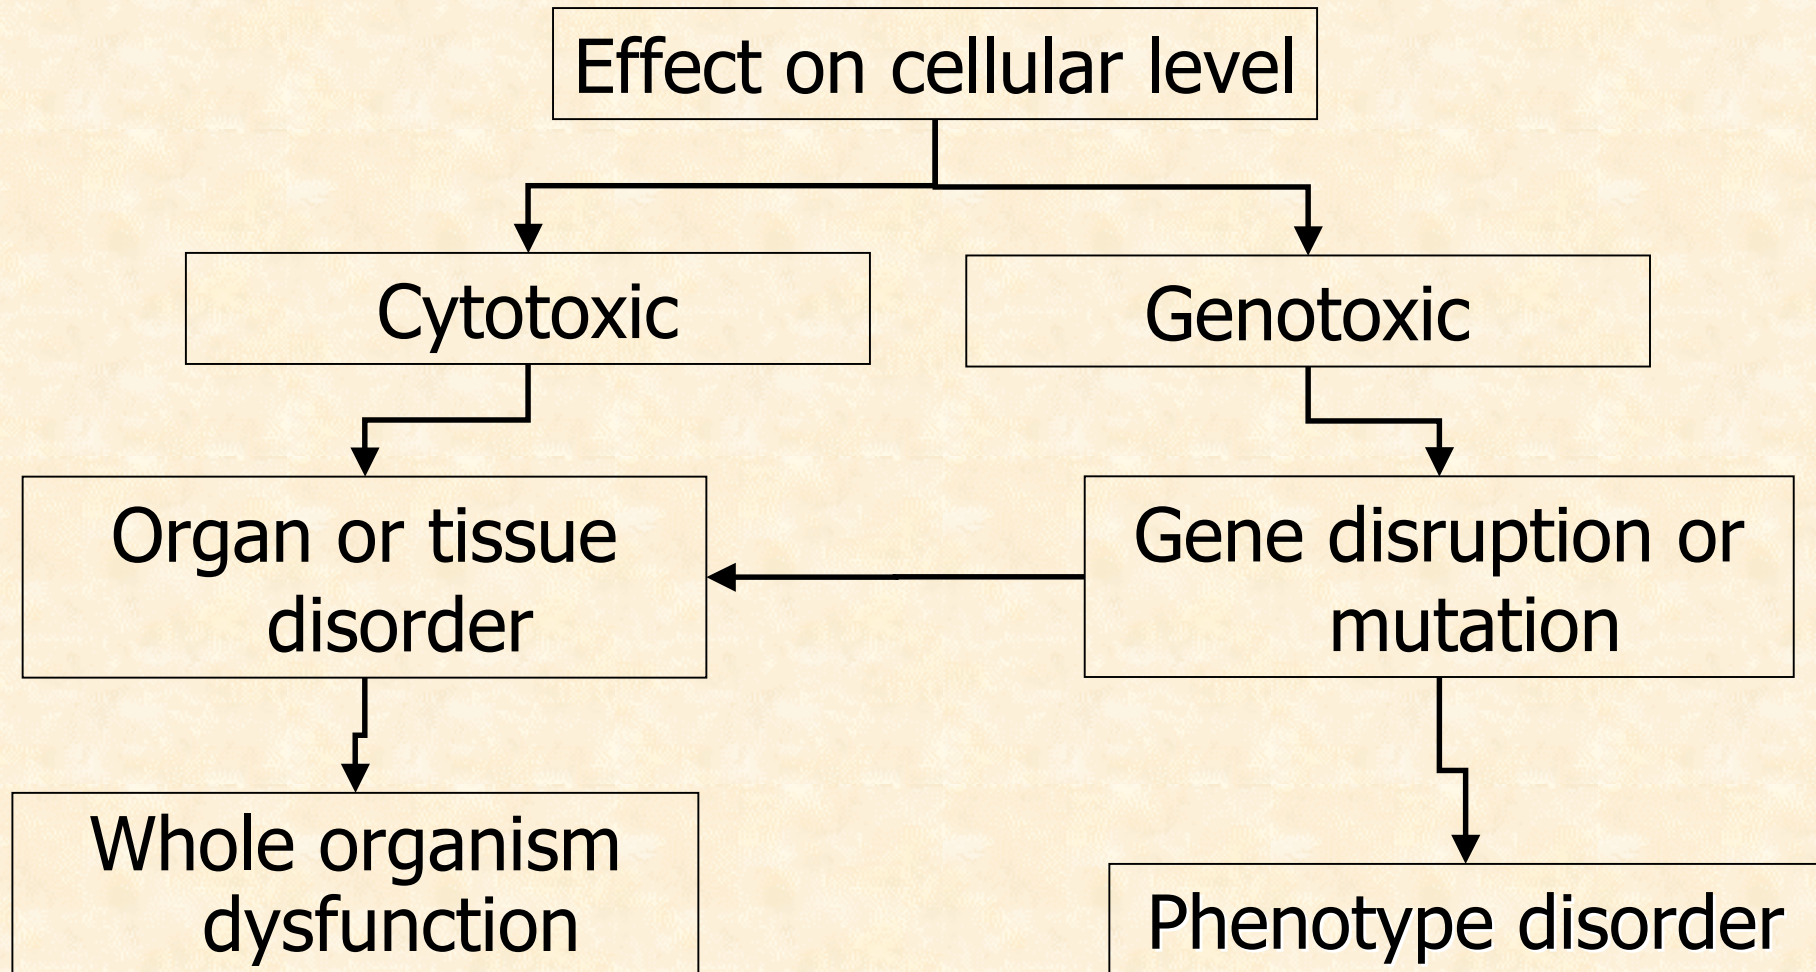 Effect on cellular level
Cytotoxic
Genotoxic
Organ or tissue
disorder
Gene disruption or
mutation
Whole organism
dysfunction
Phenotype disorder